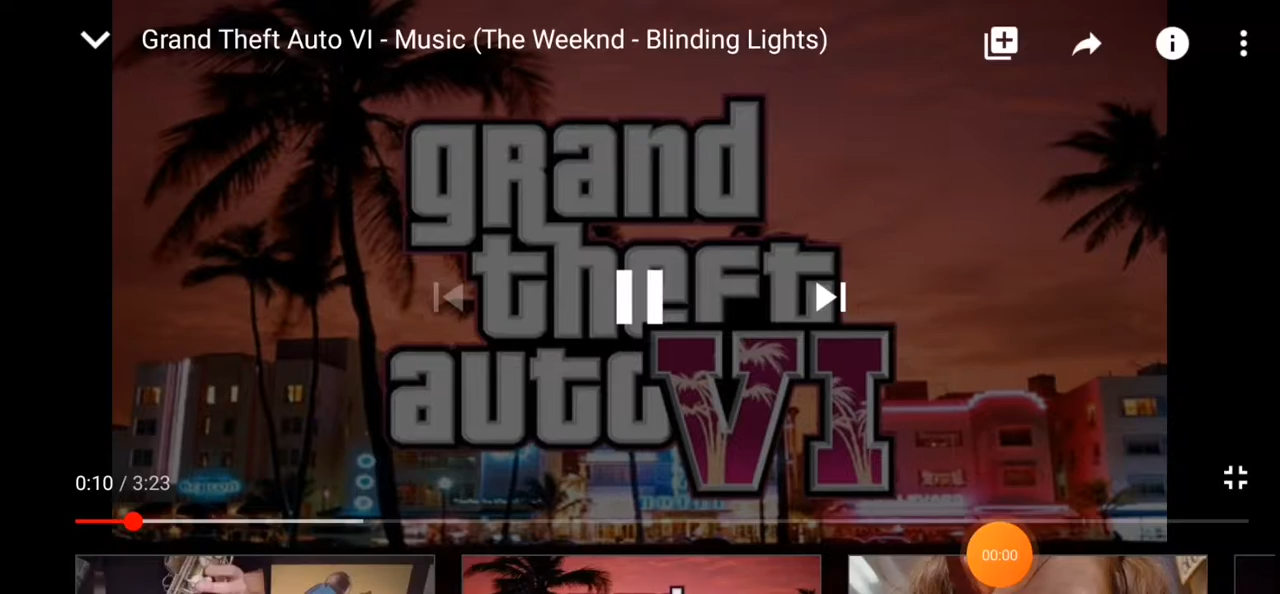 Grand Theft Auto VI - Music (The Weeknd - Blinding Lights)
grand
theft
auto VI
0:10 / 3:23
00:00